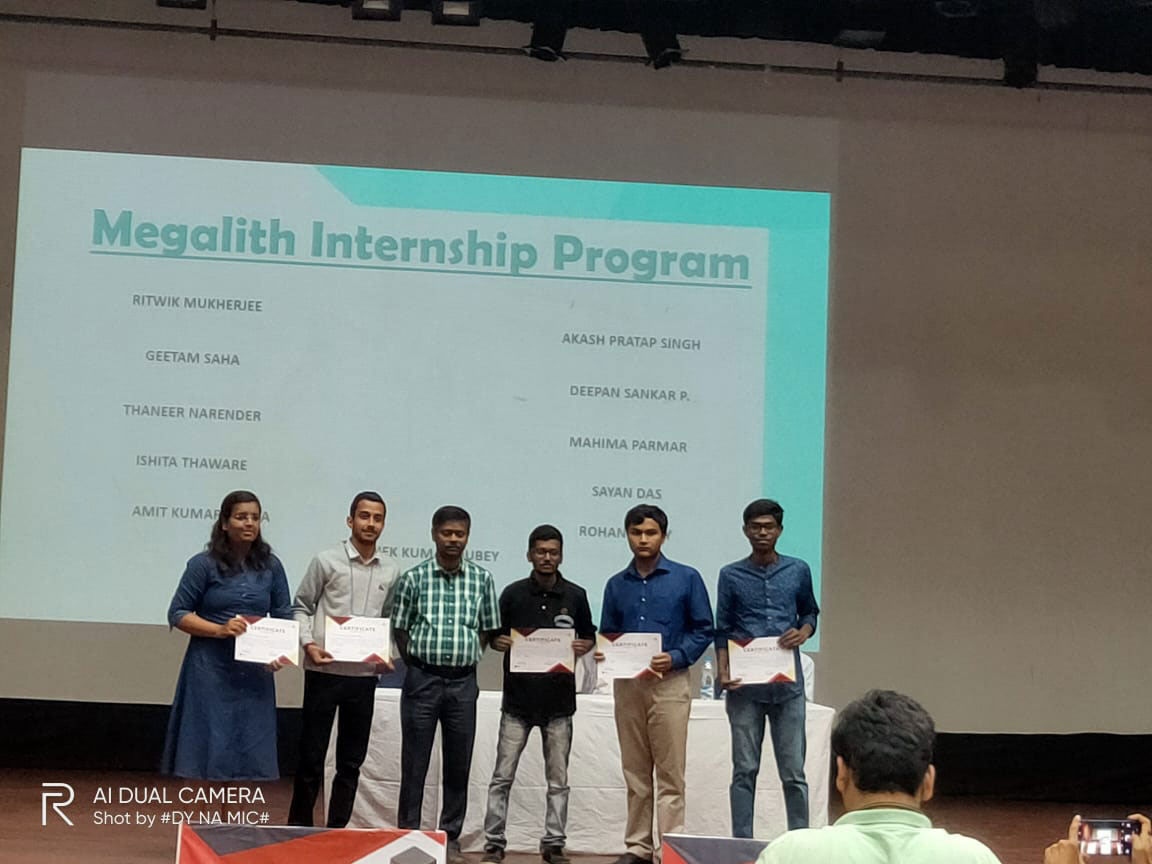 Megalith Internship Program
RITWIK MUKHERJEE
GEETAM SAHA
THANEER NARENDER
ISHITA THAWARE
AMIT
AKASH PRATAP SINGH
DEEPAN SANKAR P.
MAHIMA PARMAR
SAYAN DAS
ROHAN
CERTIFICATE
CERTIFICATE
CERTIFICATE
CERTIFICATE
CERTIFICATE
R
AI DUAL CAMERA
Shot by #DY NA MIC#